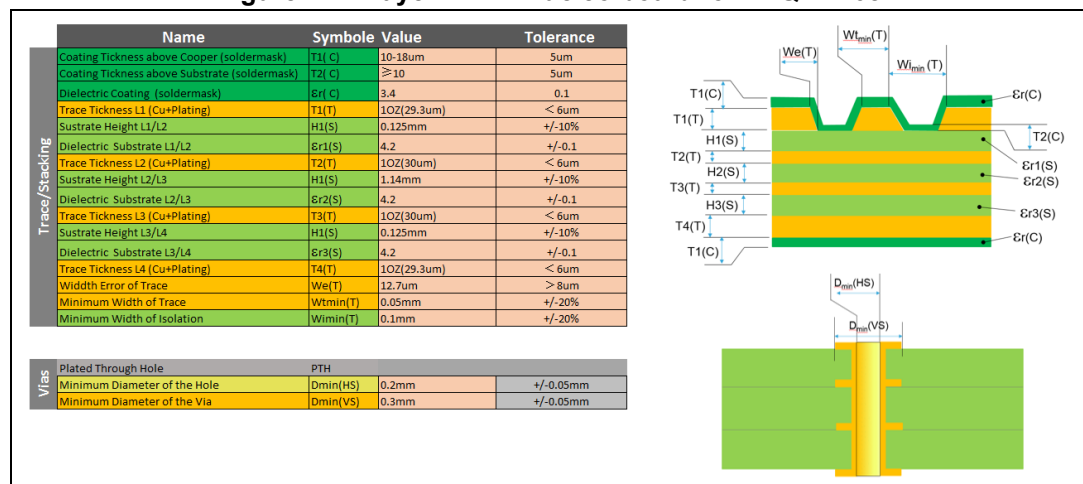 Name Symbole Value Tolerance
Trace/Stacking
Coating Tickness above Cooper (soldermask) T1( C) 10-18um 5um
Coating Tickness above Substrate (soldermask) T2( C) ≥10 5um
Dielectric Coating (soldermask) Ɛr( C) 3.4 0.1
Trace Tickness L1 (Cu+Plating) T1(T) 1OZ(29.3um) < 6um
Sustrate Height L1/L2 H1(S) 0.125mm +/-10%
Dielectric Substrate L1/L2 Ɛr1(S) 4.2 +/-0.1
Trace Tickness L2 (Cu+Plating) T2(T) 1OZ(30um) < 6um
Sustrate Height L2/L3 H1(S) 1.14mm +/-10%
Dielectric Substrate L2/L3 Ɛr2(S) 4.2 +/-0.1
Trace Tickness L3 (Cu+Plating) T3(T) 1OZ(30um) < 6um
Sustrate Height L3/L4 H1(S) 0.125mm +/-10%
Dielectric Substrate L3/L4 Ɛr3(S) 4.2 +/-0.1
Trace Tickness L4 (Cu+Plating) T4(T) 1OZ(29.3um) < 6um
Widdth Error of Trace We(T) 12.7um > 8um
Minimum Width of Trace Wtmin(T) 0.05mm +/-20%
Minimum Width of Isolation Wimin(T) 0.1mm +/-20%
Vias
Plated Through Hole PTH
Minimum Diameter of the Hole Dmin(HS) 0.2mm +/-0.05mm
Minimum Diameter of the Via Dmin(VS) 0.3mm +/-0.05mm
Wtmin(T)
We(T)
Wimin(T)
T1(C)
Ɛr(C)
T1(T)
T2(C)
H1(S)
T2(T)
Ɛr1(S)
H2(S)
Ɛr2(S)
T3(T)
H3(S)
Ɛr3(S)
T4(T)
Ɛr(C)
T1(C)
Dmin(HS)
Dmin(VS)